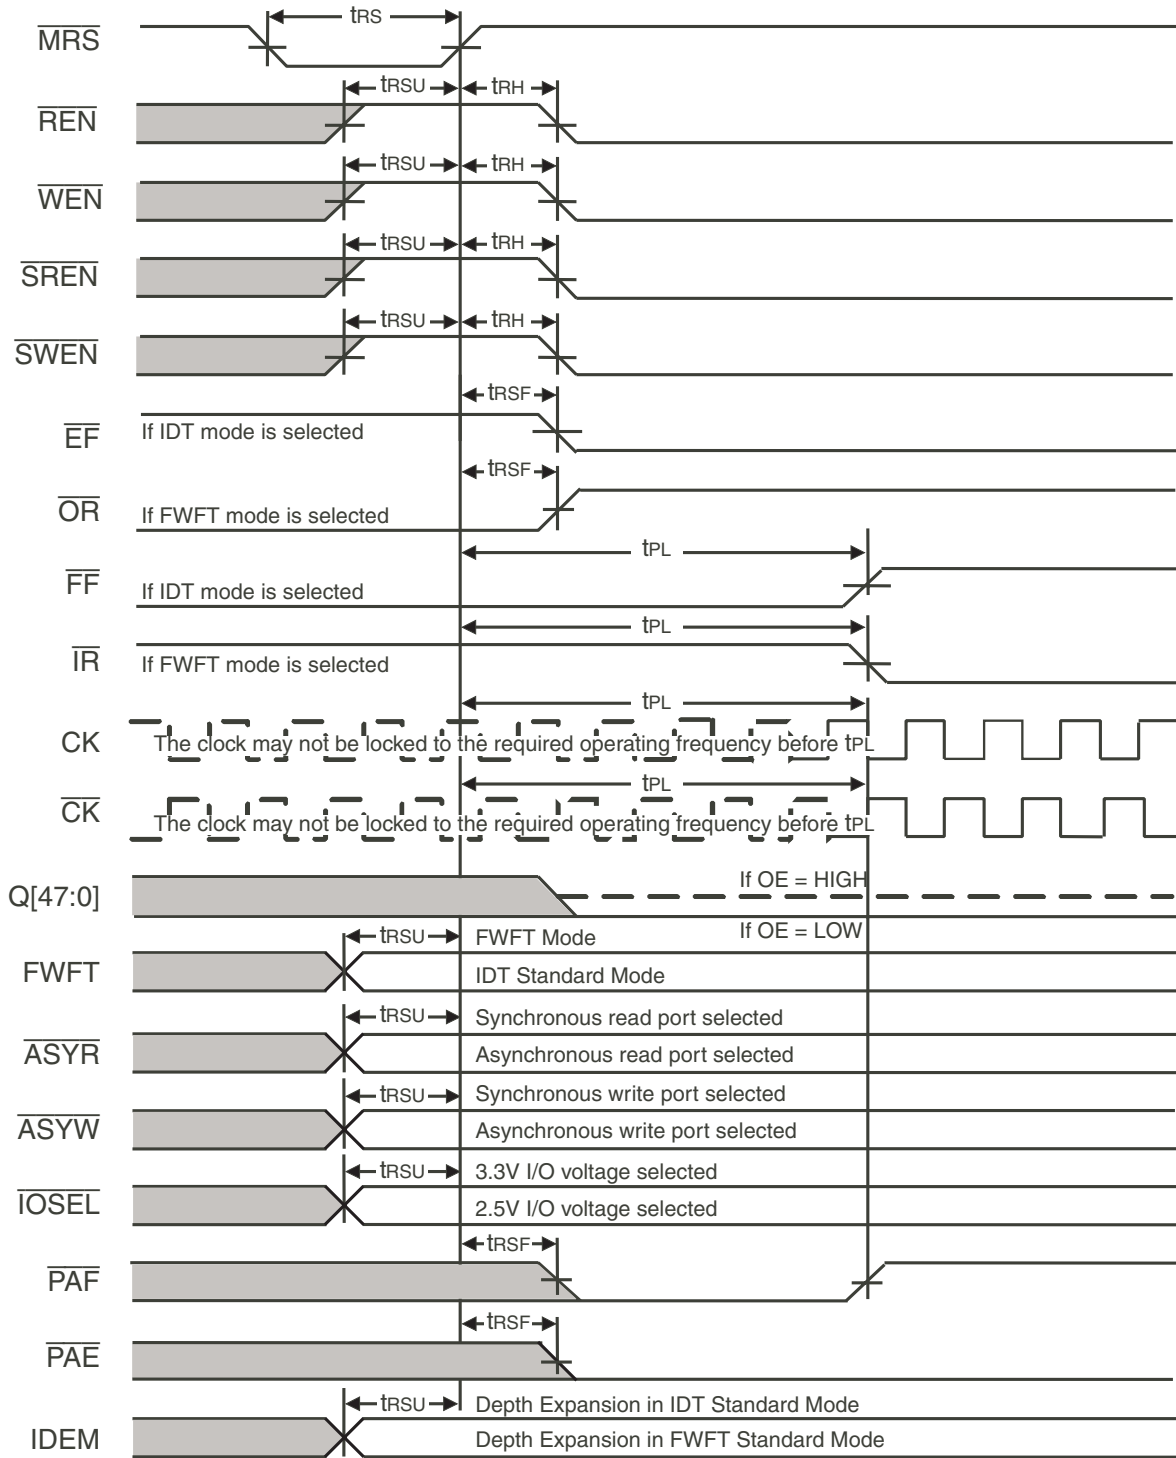 tRS
MRS
tRSU tRH
REN
tRSU tRH
WEN
tRSU tRH
SREN
tRSU tRH
SWEN
tRSF
EF If IDT mode is selected
tRSF
OR If FWFT mode is selected
tPL
FF If IDT mode is selected
tPL
IR If FWFT mode is selected
tPL
CK The clock may not be locked to the required operating frequency before tPL
tPL
CK The clock may not be locked to the required operating frequency before tPL
If OE = HIGH
Q[47:0]
If OE = LOW
tRSU FWFT Mode
FWFT IDT Standard Mode
tRSU Synchronous read port selected
ASYR Asynchronous read port selected
tRSU Synchronous write port selected
ASYW Asynchronous write port selected
tRSU 3.3V I/O voltage selected
IOSEL 2.5V I/O voltage selected
tRSF
PAF
tRSF
PAE
tRSU Depth Expansion in IDT Standard Mode
IDEM Depth Expansion in FWFT Standard Mode